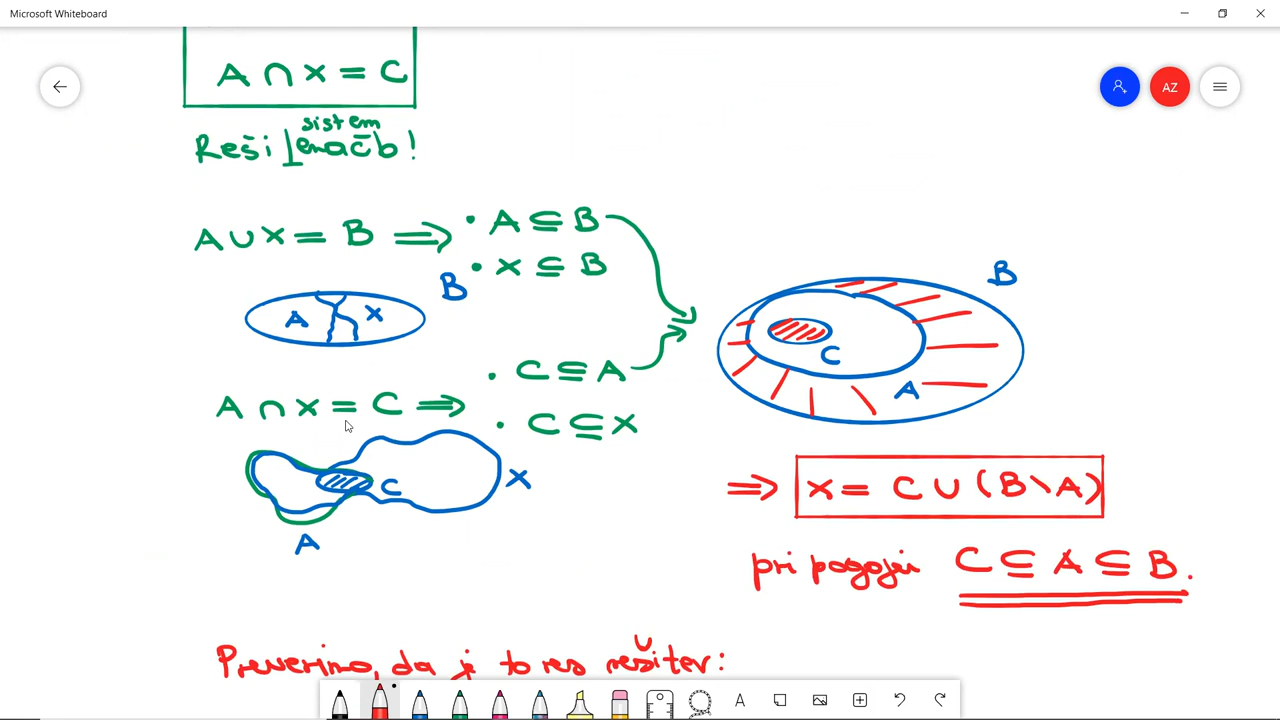 Microsoft Whiteboard
AZ
A ∩ X = C
sistem
Reši enačb!
A ∪ X = B ⟹ • A ⊆ B
• X ⊆ B
B
A X
B
C
A
• C ⊆ A
A ∩ X = C ⟹
• C ⊆ X
C
X
A
⟹ X = C ∪ (B \ A)
pri pogoju C ⊆ A ⊆ B.
Preverimo, da je to res rešitev:
A